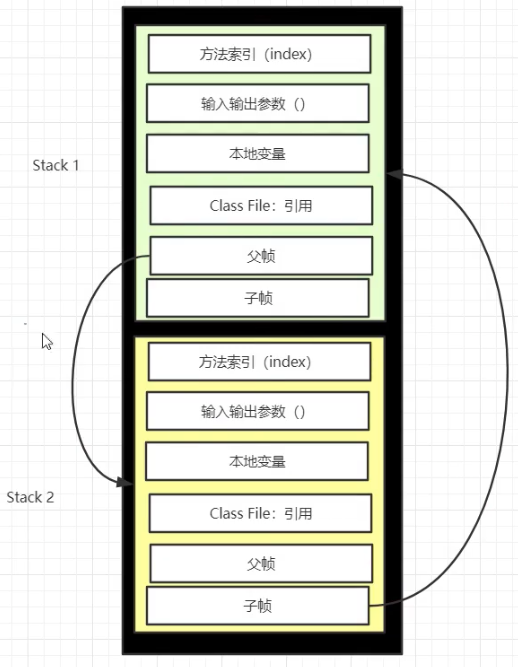 方法索引（index）
输入输出参数（）
本地变量
Stack 1
Class File：引用
父帧
子帧
方法索引（index）
输入输出参数（）
本地变量
Stack 2
Class File：引用
父帧
子帧